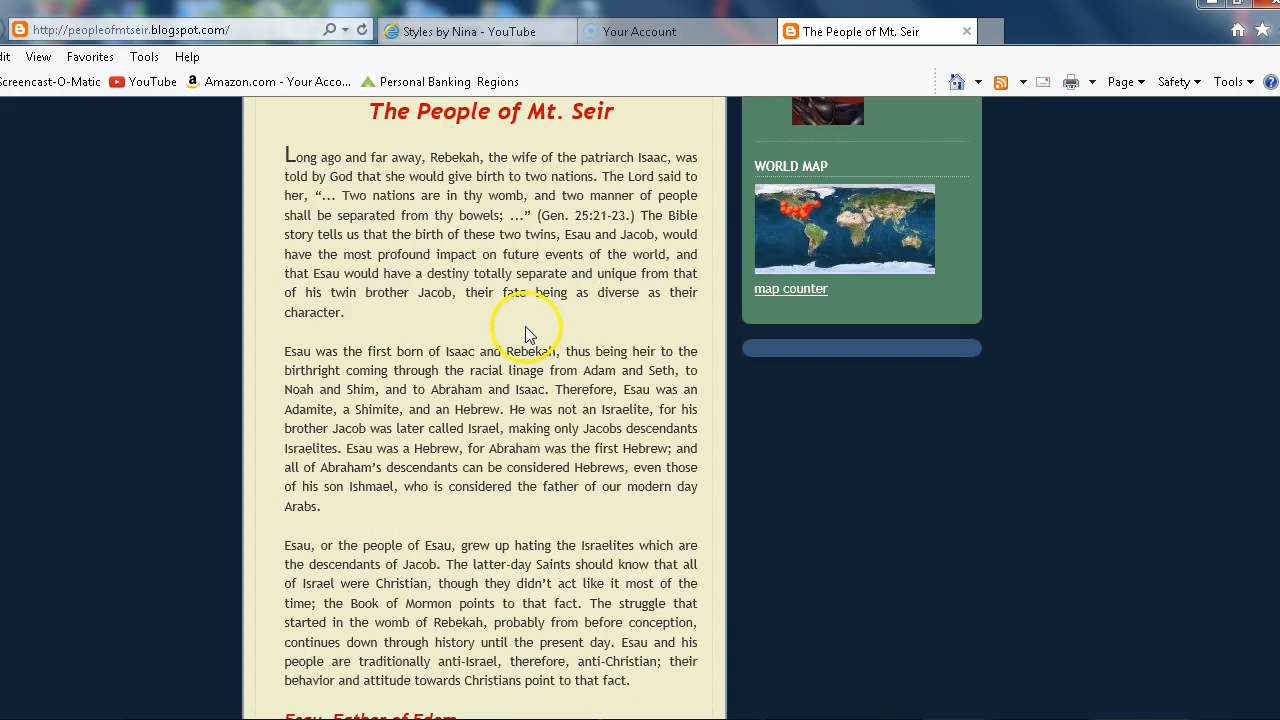 http://peopleofmtseir.blogspot.com/
Styles by Nina - YouTube
Your Account
The People of Mt. Seir
dit View Favorites Tools Help
Screencast-O-Matic YouTube Amazon.com - Your Acco... Personal Banking Regions
Page Safety Tools
The People of Mt. Seir
Long ago and far away, Rebekah, the wife of the patriarch Isaac, was
told by God that she would give birth to two nations. The Lord said to
her, “... Two nations are in thy womb, and two manner of people
shall be separated from thy bowels; ...” (Gen. 25:21-23.) The Bible
story tells us that the birth of these two twins, Esau and Jacob, would
have the most profound impact on future events of the world, and
that Esau would have a destiny totally separate and unique from that
of his twin brother Jacob, their fate being as diverse as their
character.
Esau was the first born of Isaac and Rebekah, thus being heir to the
birthright coming through the racial linage from Adam and Seth, to
Noah and Shim, and to Abraham and Isaac. Therefore, Esau was an
Adamite, a Shimite, and an Hebrew. He was not an Israelite, for his
brother Jacob was later called Israel, making only Jacobs descendants
Israelites. Esau was a Hebrew, for Abraham was the first Hebrew; and
all of Abraham’s descendants can be considered Hebrews, even those
of his son Ishmael, who is considered the father of our modern day
Arabs.
Esau, or the people of Esau, grew up hating the Israelites which are
the descendants of Jacob. The latter-day Saints should know that all
of Israel were Christian, though they didn’t act like it most of the
time; the Book of Mormon points to that fact. The struggle that
started in the womb of Rebekah, probably from before conception,
continues down through history until the present day. Esau and his
people are traditionally anti-Israel, therefore, anti-Christian; their
behavior and attitude towards Christians point to that fact.
Esau, Father of Edom
WORLD MAP
map counter